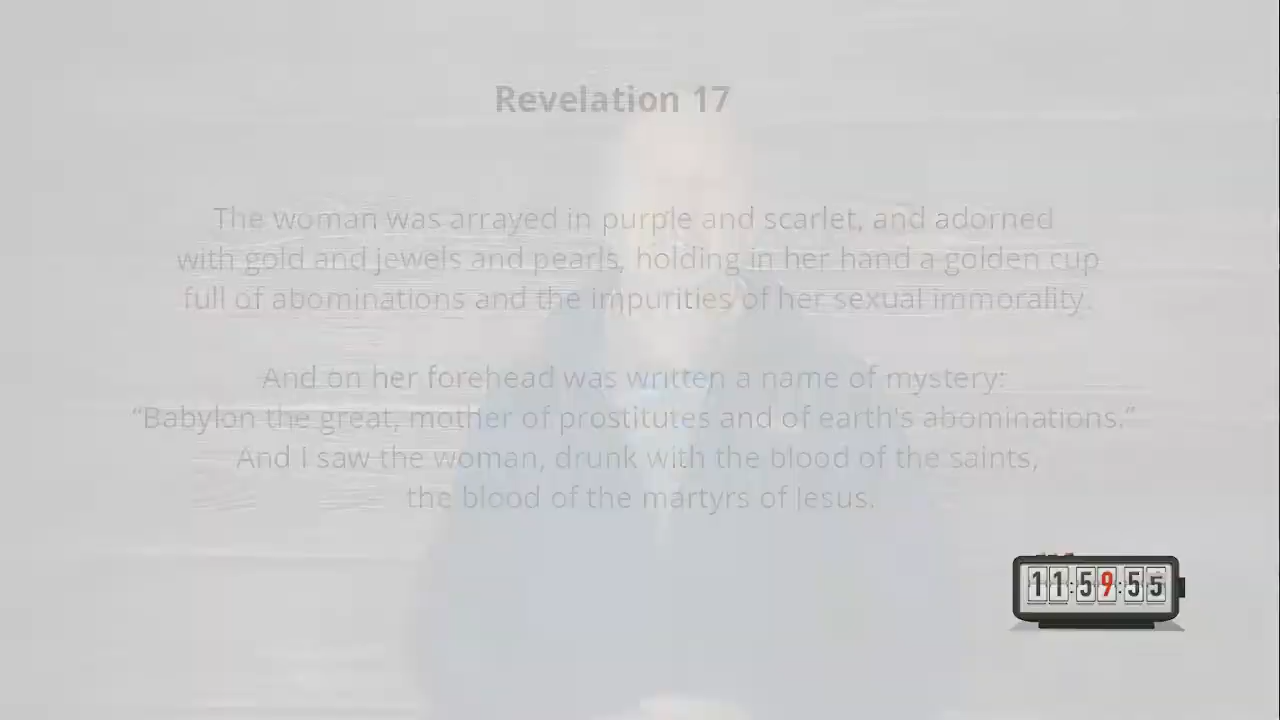 Revelation 17
The woman was arrayed in purple and scarlet, and adorned
with gold and jewels and pearls, holding in her hand a golden cup
full of abominations and the impurities of her sexual immorality.
And on her forehead was written a name of mystery:
“Babylon the great, mother of prostitutes and of earth's abominations.”
And I saw the woman, drunk with the blood of the saints,
the blood of the martyrs of Jesus.
11:59:55